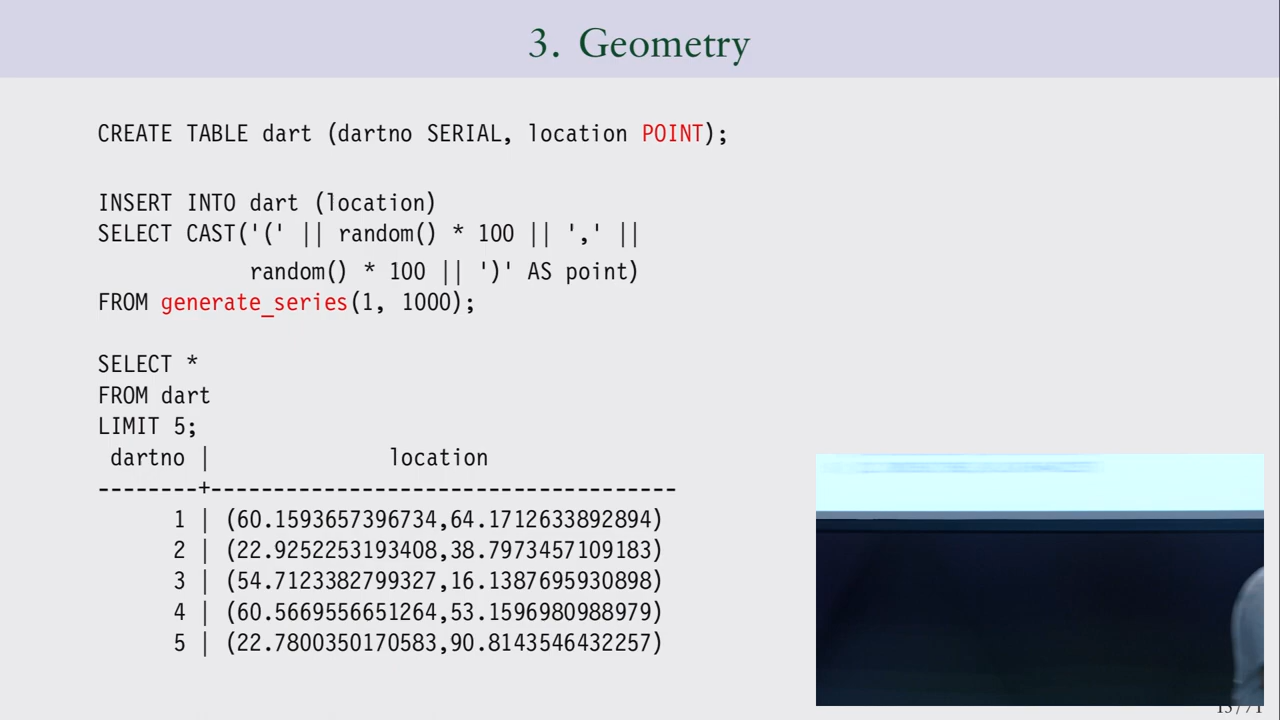 3. Geometry
CREATE TABLE dart (dartno SERIAL, location POINT);
INSERT INTO dart (location)
SELECT CAST('(' || random() * 100 || ',' ||
random() * 100 || ')' AS point)
FROM generate_series(1, 1000);
SELECT *
FROM dart
LIMIT 5;
dartno | location
--------+-------------------------------------
1 | (60.1593657396734,64.1712633892894)
2 | (22.9252253193408,38.7973457109183)
3 | (54.7123382799327,16.1387695930898)
4 | (60.5669556651264,53.1596980988979)
5 | (22.7800350170583,90.8143546432257)